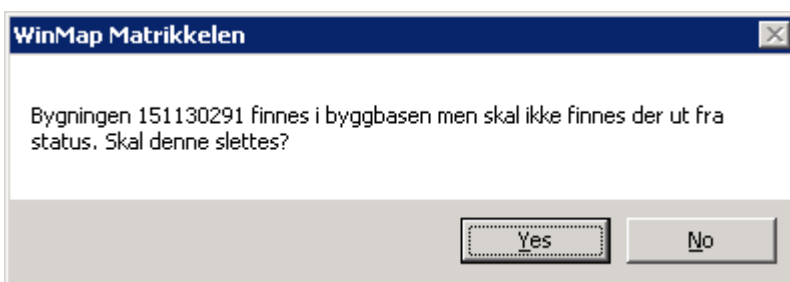 WinMap Matrikkelen
Bygningen 151130291 finnes i byggbasen men skal ikke finnes der ut fra
status. Skal denne slettes?
Yes
No